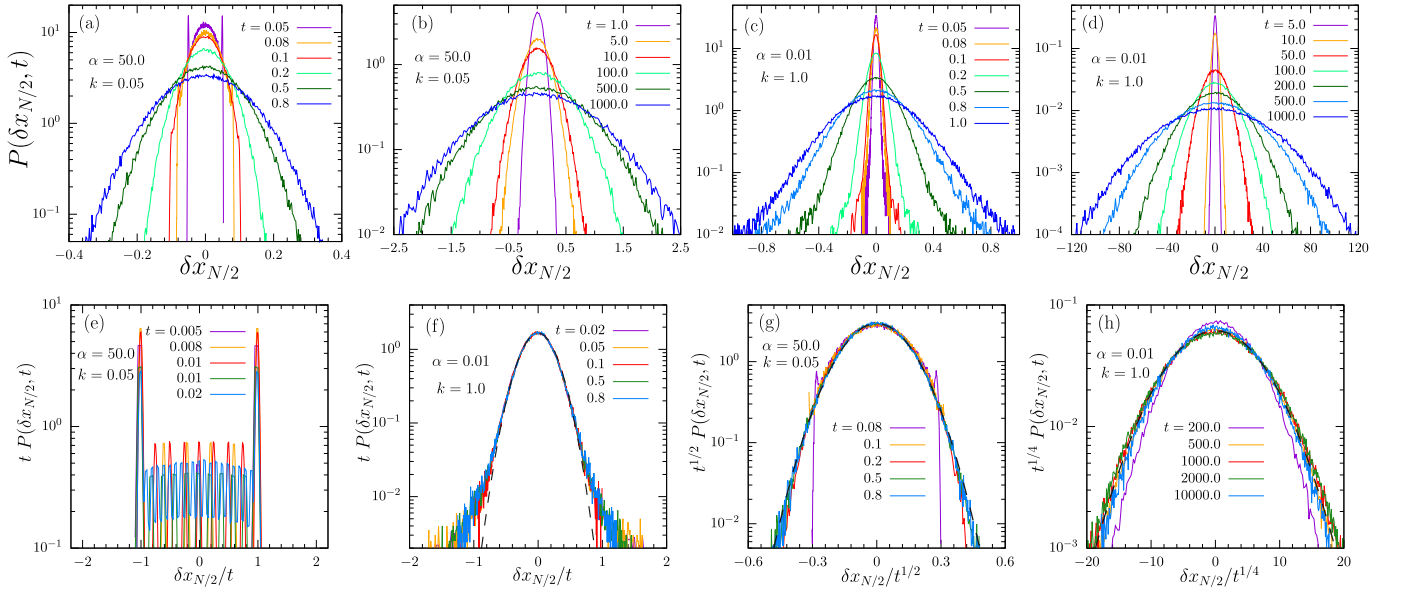 P(δx_{N/2}, t)
(a)
α = 50.0
k = 0.05
t = 0.05
0.08
0.1
0.2
0.5
0.8
10^1
10^0
10^{−1}
−0.4 −0.2 0 0.2 0.4
δx_{N/2}
(b)
α = 50.0
k = 0.05
t = 1.0
5.0
10.0
100.0
500.0
1000.0
10^0
10^{−1}
10^{−2}
−2.5 −1.5 −0.5 0.5 1.5 2.5
δx_{N/2}
(c)
α = 0.01
k = 1.0
t = 0.05
0.08
0.1
0.2
0.5
0.8
1.0
10^1
10^0
10^{−1}
10^{−2}
−0.8 −0.4 0 0.4 0.8
δx_{N/2}
(d)
α = 0.01
k = 1.0
t = 5.0
10.0
50.0
100.0
200.0
500.0
1000.0
10^{−1}
10^{−2}
10^{−3}
10^{−4}
−120 −80 −40 0 40 80 120
δx_{N/2}
t P(δx_{N/2}, t)
(e)
α = 50.0
k = 0.05
t = 0.005
0.008
0.01
0.01
0.02
10^1
10^0
10^{−1}
−2 −1 0 1 2
δx_{N/2}/t
t P(δx_{N/2}, t)
(f)
α = 0.01
k = 1.0
t = 0.02
0.05
0.1
0.5
0.8
10^0
10^{−1}
10^{−2}
−2 −1 0 1 2
δx_{N/2}/t
t^{1/2} P(δx_{N/2}, t)
(g)
α = 50.0
k = 0.05
t = 0.08
0.1
0.2
0.5
0.8
10^0
10^{−1}
10^{−2}
−0.6 −0.3 0 0.3 0.6
δx_{N/2}/t^{1/2}
t^{1/4} P(δx_{N/2}, t)
(h)
α = 0.01
k = 1.0
t = 200.0
500.0
1000.0
2000.0
10000.0
10^{−1}
10^{−2}
10^{−3}
−20 −10 0 10 20
δx_{N/2}/t^{1/4}